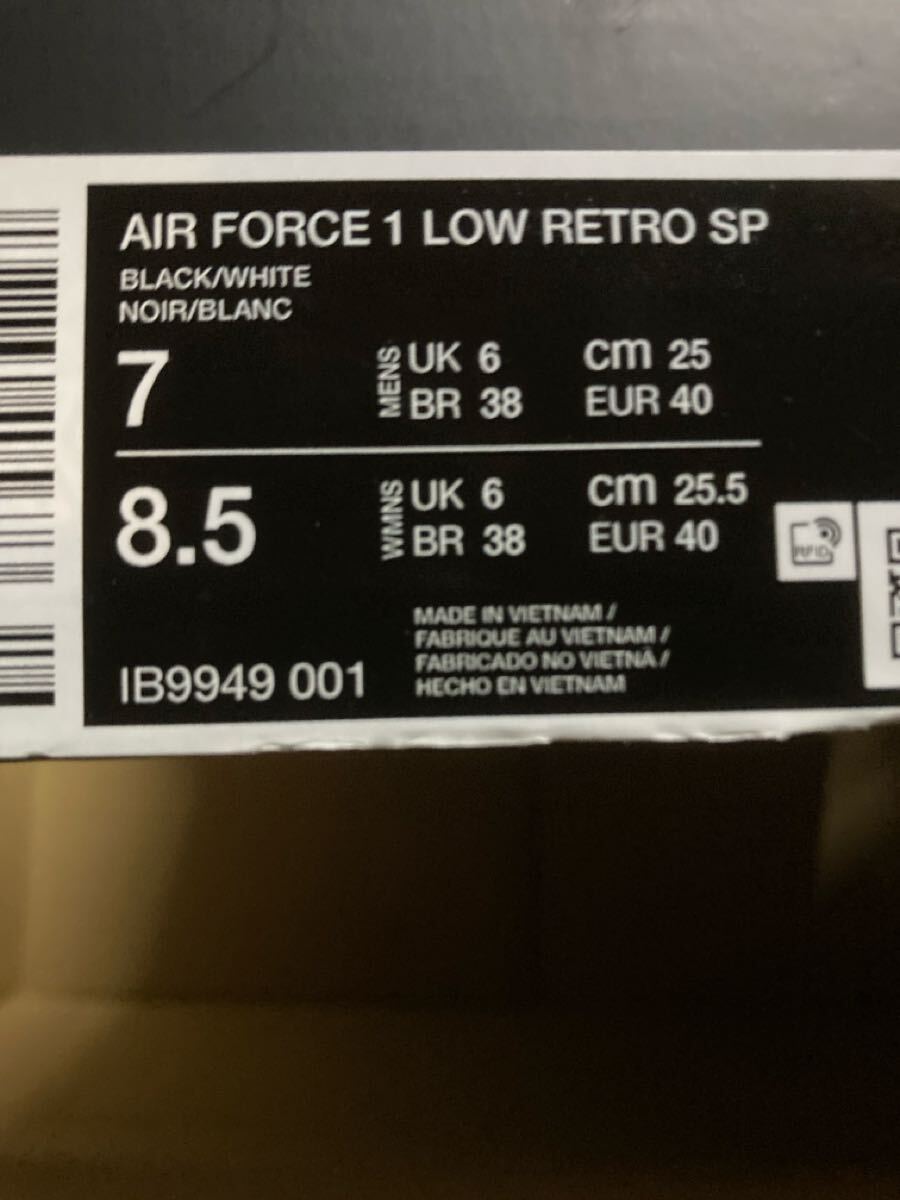 AIR FORCE 1 LOW RETRO SP
BLACK/WHITE
NOIR/BLANC
7 MENS UK 6 cm 25
BR 38 EUR 40
8.5 WMNS UK 6 cm 25.5
BR 38 EUR 40
RFID
MADE IN VIETNAM /
FABRIQUE AU VIETNAM /
FABRICADO NO VIETNÃ /
HECHO EN VIETNAM
IB9949 001